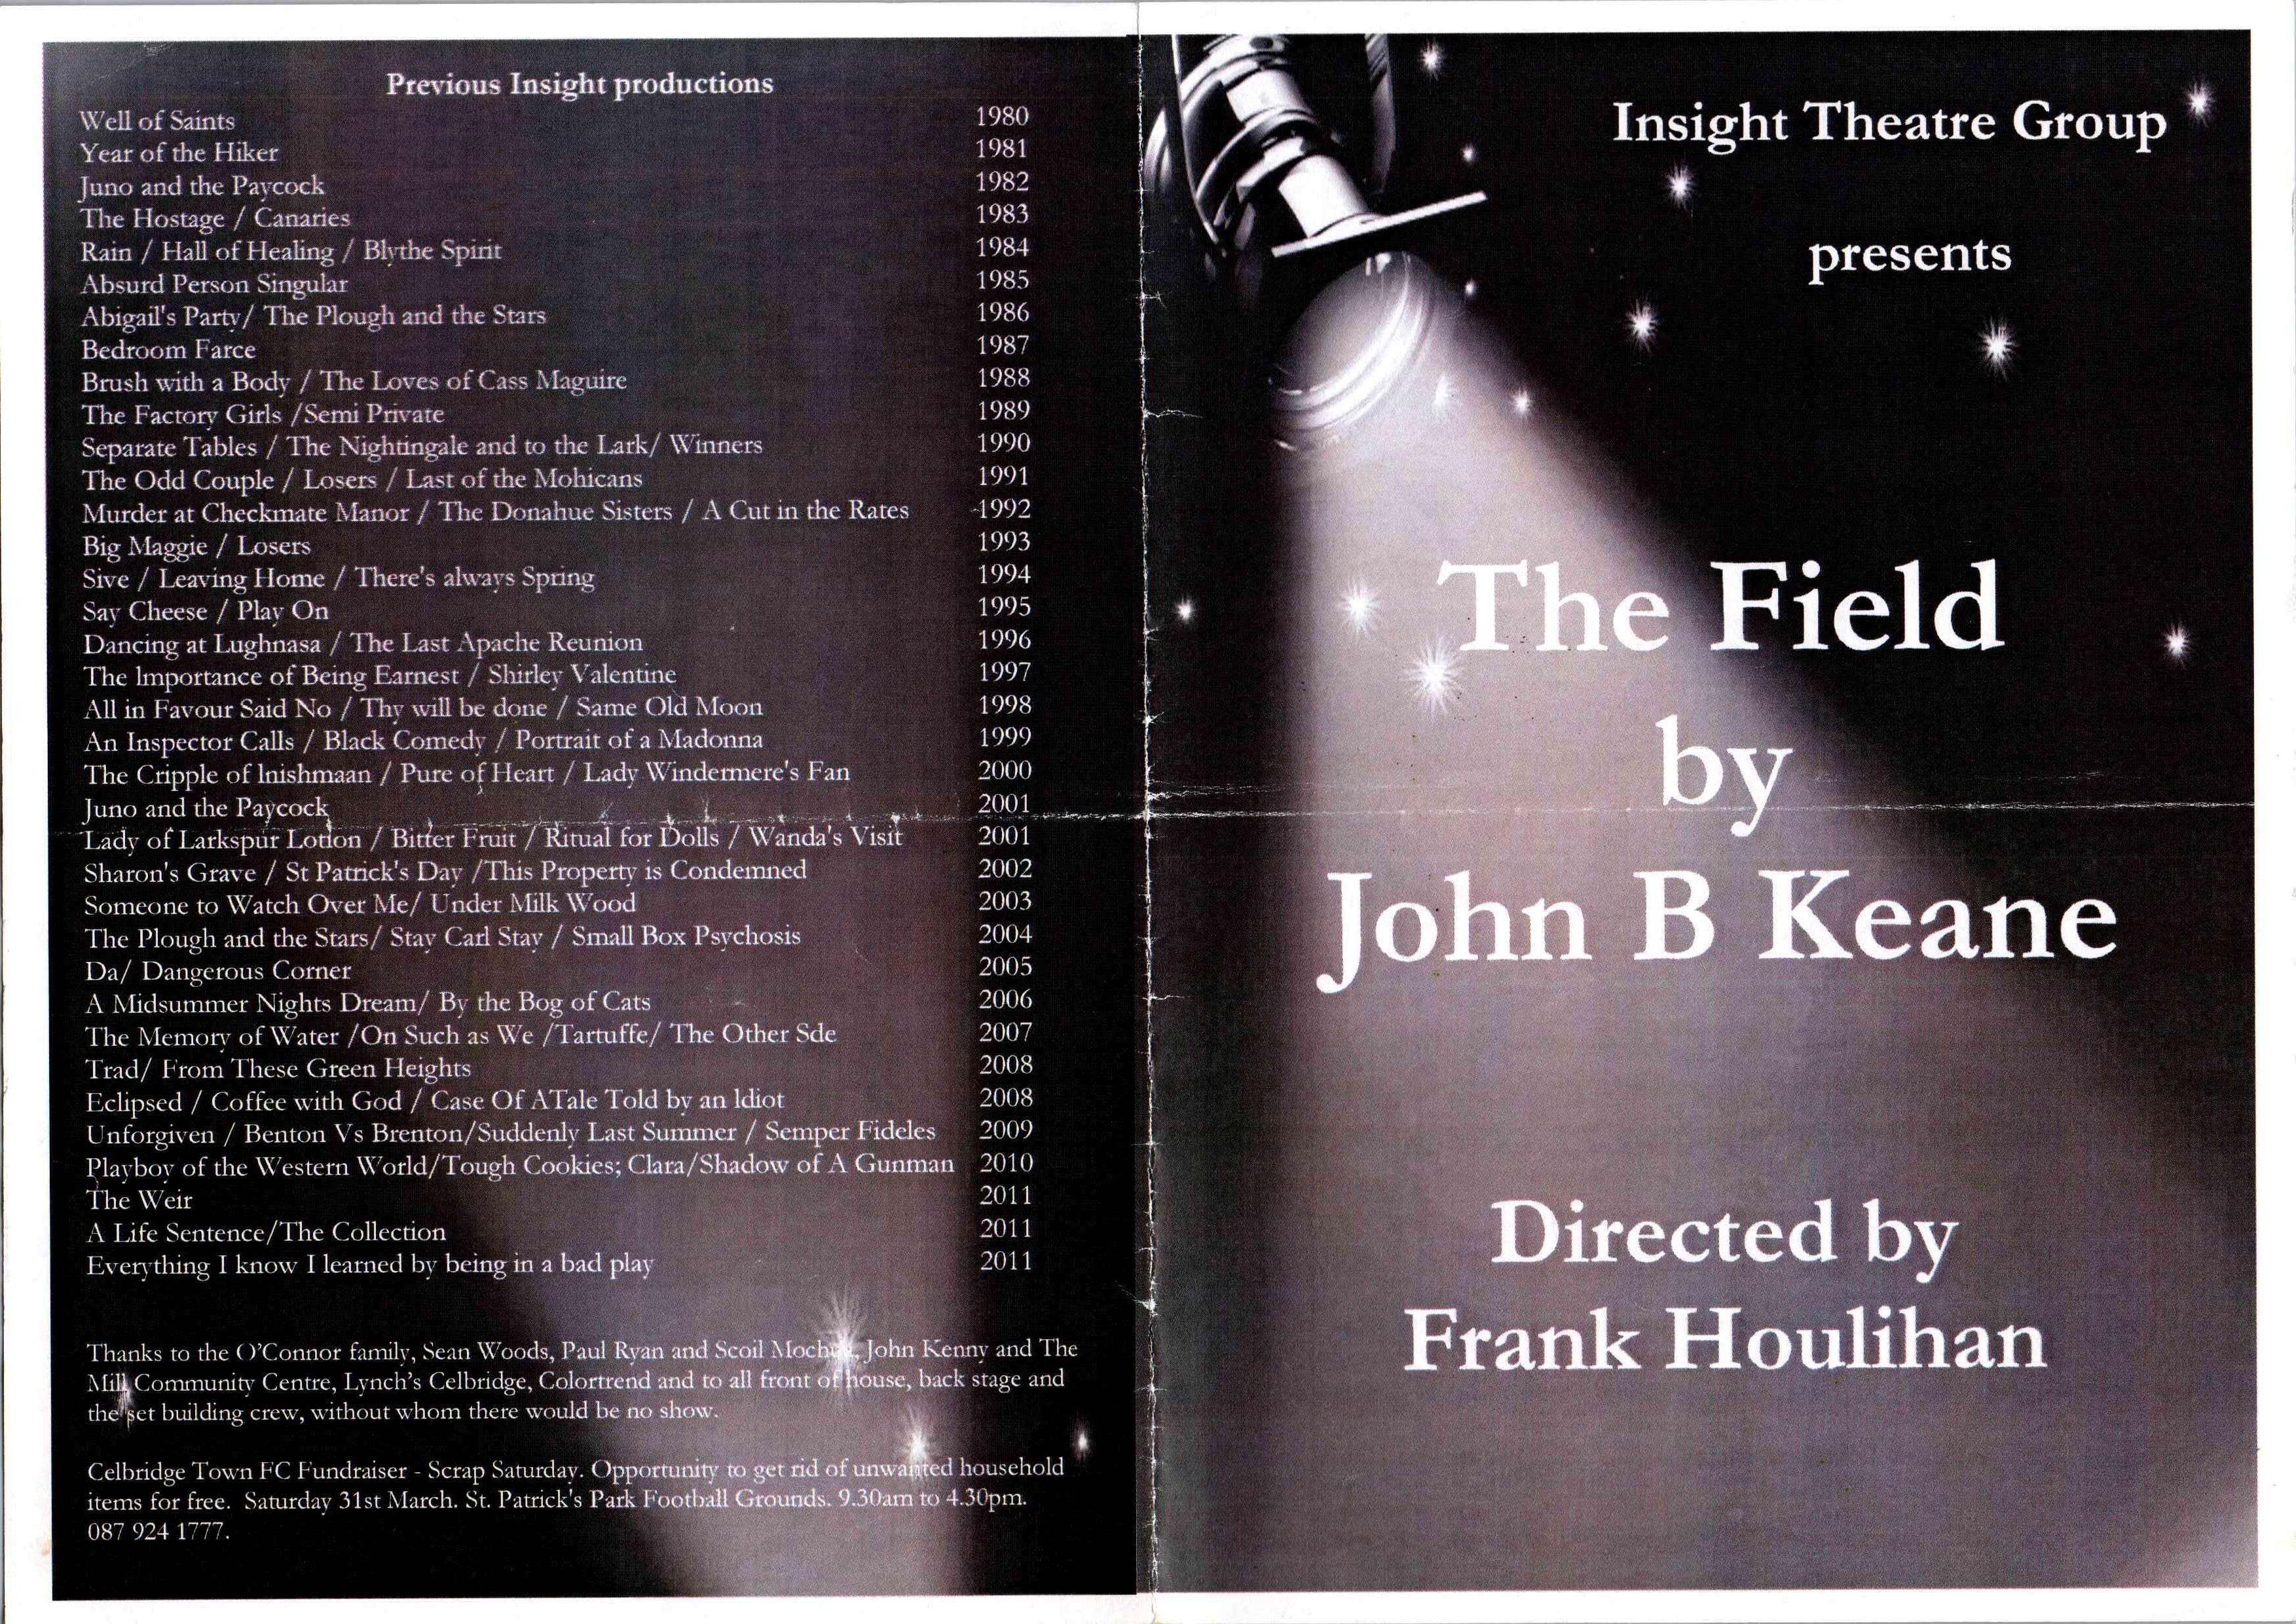 Previous Insight productions
Well of Saints 1980
Year of the Hiker 1981
Juno and the Paycock 1982
The Hostage / Canaries 1983
Rain / Hall of Healing / Blythe Spirit 1984
Absurd Person Singular 1985
Abigail's Party/ The Plough and the Stars 1986
Bedroom Farce 1987
Brush with a Body / The Loves of Cass Maguire 1988
The Factory Girls /Semi Private 1989
Separate Tables / The Nightingale and to the Lark/ Winners 1990
The Odd Couple / Losers / Last of the Mohicans 1991
Murder at Checkmate Manor / The Donahue Sisters / A Cut in the Rates 1992
Big Maggie / Losers 1993
Sive / Leaving Home / There's always Spring 1994
Say Cheese / Play On 1995
Dancing at Lughnasa / The Last Apache Reunion 1996
The Importance of Being Earnest / Shirley Valentine 1997
All in Favour Said No / Thy will be done / Same Old Moon 1998
An Inspector Calls / Black Comedy / Portrait of a Madonna 1999
The Cripple of Inishmaan / Pure of Heart / Lady Windermere's Fan 2000
Juno and the Paycock 2001
Lady of Larkspur Lotion / Bitter Fruit / Ritual for Dolls / Wanda's Visit 2001
Sharon's Grave / St Patrick's Day /This Property is Condemned 2002
Someone to Watch Over Me/ Under Milk Wood 2003
The Plough and the Stars/ Stay Carl Stay / Small Box Psychosis 2004
Da/ Dangerous Corner 2005
A Midsummer Nights Dream/ By the Bog of Cats 2006
The Memory of Water /On Such as We /Tartuffe/ The Other Sde 2007
Trad/ From These Green Heights 2008
Eclipsed / Coffee with God / Case Of ATale Told by an Idiot 2008
Unforgiven / Benton Vs Brenton/Suddenly Last Summer / Semper Fideles 2009
Playboy of the Western World/Tough Cookies; Clara/Shadow of A Gunman 2010
The Weir 2011
A Life Sentence/The Collection 2011
Everything I know I learned by being in a bad play 2011
Thanks to the O'Connor family, Sean Woods, Paul Ryan and Scoil John Kenny and The
Mill Community Centre, Lynch's Celbridge, Colortrend and to all front of house, back stage and
the set building crew, without whom there would be no show.
Celbridge Town FC Fundraiser - Scrap Saturday. Opportunity to get rid of unwanted household
items for free. Saturday 31st March. St. Patrick's Park Football Grounds. 9.30am to 4.30pm.
087 924 1777.
Insight Theatre Group
presents
The Field
by
John B Keane
Directed by
Frank Houlihan